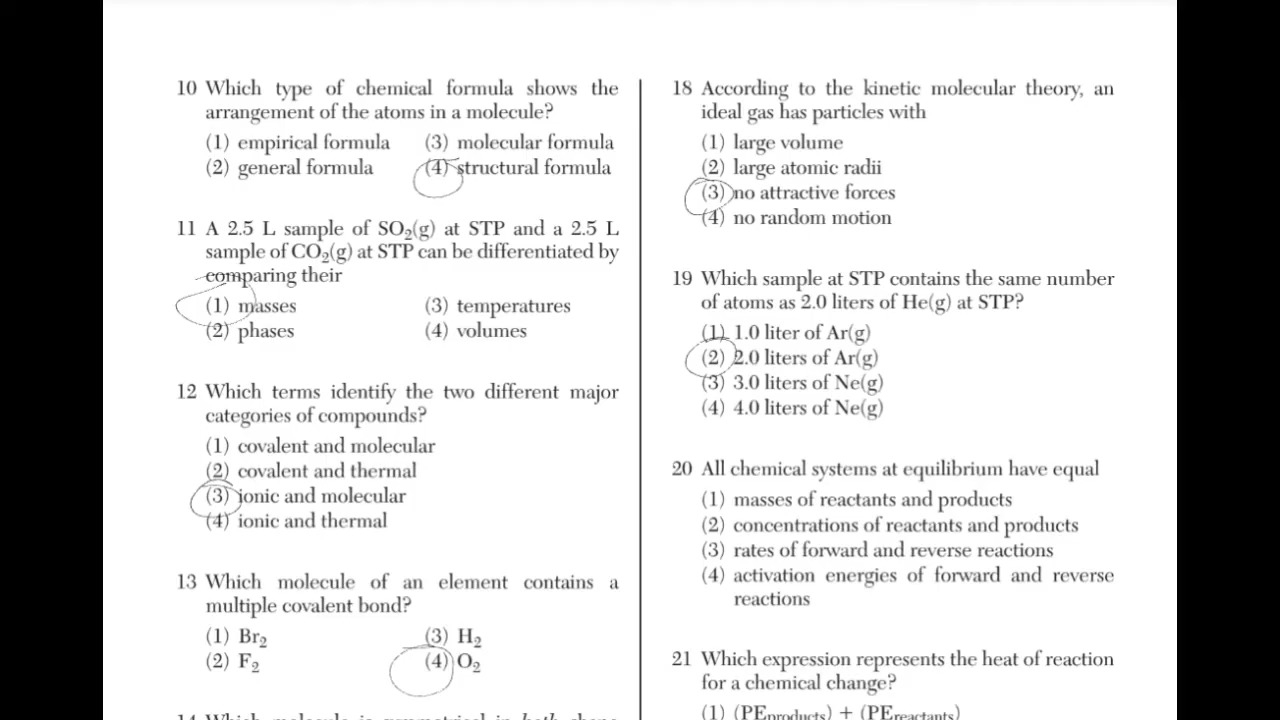 10 Which type of chemical formula shows the
arrangement of the atoms in a molecule?
(1) empirical formula (3) molecular formula
(2) general formula (4) structural formula
11 A 2.5 L sample of SO₂(g) at STP and a 2.5 L
sample of CO₂(g) at STP can be differentiated by
comparing their
(1) masses (3) temperatures
(2) phases (4) volumes
12 Which terms identify the two different major
categories of compounds?
(1) covalent and molecular
(2) covalent and thermal
(3) ionic and molecular
(4) ionic and thermal
13 Which molecule of an element contains a
multiple covalent bond?
(1) Br₂ (3) H₂
(2) F₂ (4) O₂
14 Which molecule is symmetrical in both shape
18 According to the kinetic molecular theory, an
ideal gas has particles with
(1) large volume
(2) large atomic radii
(3) no attractive forces
(4) no random motion
19 Which sample at STP contains the same number
of atoms as 2.0 liters of He(g) at STP?
(1) 1.0 liter of Ar(g)
(2) 2.0 liters of Ar(g)
(3) 3.0 liters of Ne(g)
(4) 4.0 liters of Ne(g)
20 All chemical systems at equilibrium have equal
(1) masses of reactants and products
(2) concentrations of reactants and products
(3) rates of forward and reverse reactions
(4) activation energies of forward and reverse
reactions
21 Which expression represents the heat of reaction
for a chemical change?
(1) (PEproducts) + (PEreactants)